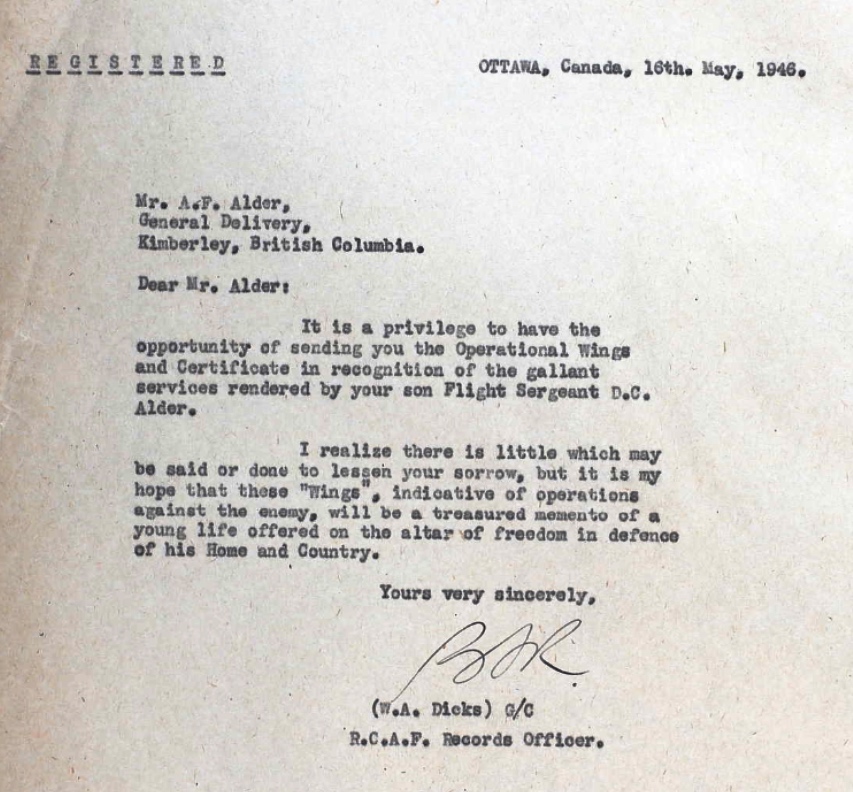 REGISTERED
OTTAWA, Canada, 16th. May, 1946.
Mr. A.F. Alder,
General Delivery,
Kimberley, British Columbia.
Dear Mr. Alder:
It is a privilege to have the
opportunity of sending you the Operational Wings
and Certificate in recognition of the gallant
services rendered by your son Flight Sergeant D.C.
Alder.
I realize there is little which may
be said or done to lessen your sorrow, but it is my
hope that these "Wings", indicative of operations
against the enemy, will be a treasured memento of a
young life offered on the altar of freedom in defence
of his Home and Country.
Yours very sincerely,
(W.A. Dicks) G/C
R.C.A.F. Records Officer.